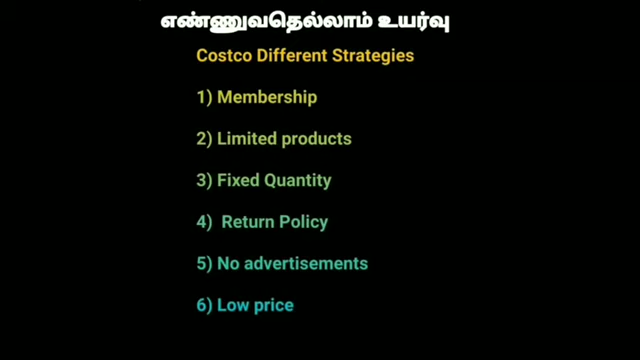 எண்ணுவதெல்லாம் உயர்வு
Costco Different Strategies
1) Membership
2) Limited products
3) Fixed Quantity
4) Return Policy
5) No advertisements
6) Low price